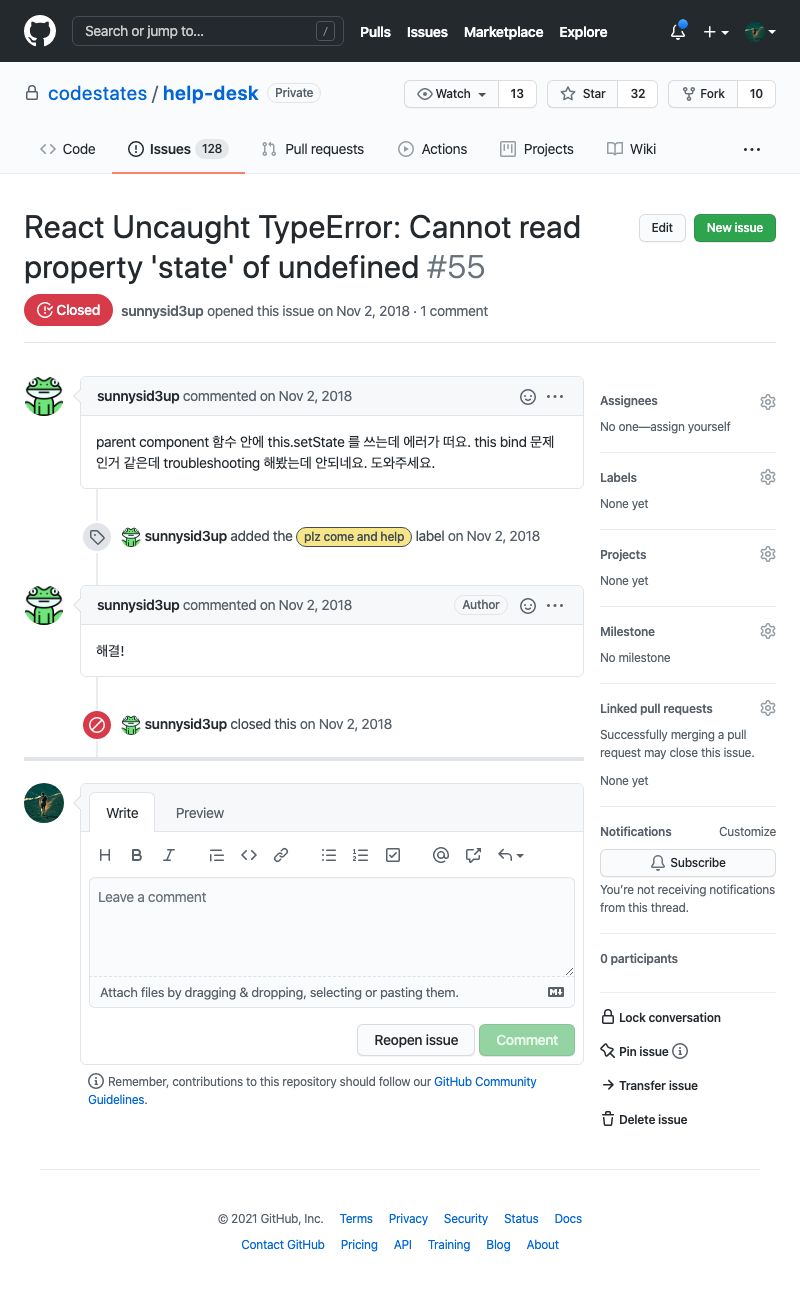 Search or jump to... /
Pulls Issues Marketplace Explore
codestates / help-desk Private
Watch 13 Star 32 Fork 10
Code Issues 128 Pull requests Actions Projects Wiki
React Uncaught TypeError: Cannot read
property 'state' of undefined #55
Edit New issue
Closed sunnysid3up opened this issue on Nov 2, 2018 · 1 comment
sunnysid3up commented on Nov 2, 2018
parent component 함수 안에 this.setState 를 쓰는데 에러가 떠요. this bind 문제
인거 같은데 troubleshooting 해봤는데 안되네요. 도와주세요.
sunnysid3up added the plz come and help label on Nov 2, 2018
sunnysid3up commented on Nov 2, 2018 Author
해결!
sunnysid3up closed this on Nov 2, 2018
Write Preview
H B I
Leave a comment
Attach files by dragging & dropping, selecting or pasting them.
Reopen issue Comment
Remember, contributions to this repository should follow our GitHub Community
Guidelines.
Assignees
No one—assign yourself
Labels
None yet
Projects
None yet
Milestone
No milestone
Linked pull requests
Successfully merging a pull
request may close this issue.
None yet
Notifications Customize
Subscribe
You're not receiving notifications
from this thread.
0 participants
Lock conversation
Pin issue
Transfer issue
Delete issue
© 2021 GitHub, Inc. Terms Privacy Security Status Docs
Contact GitHub Pricing API Training Blog About